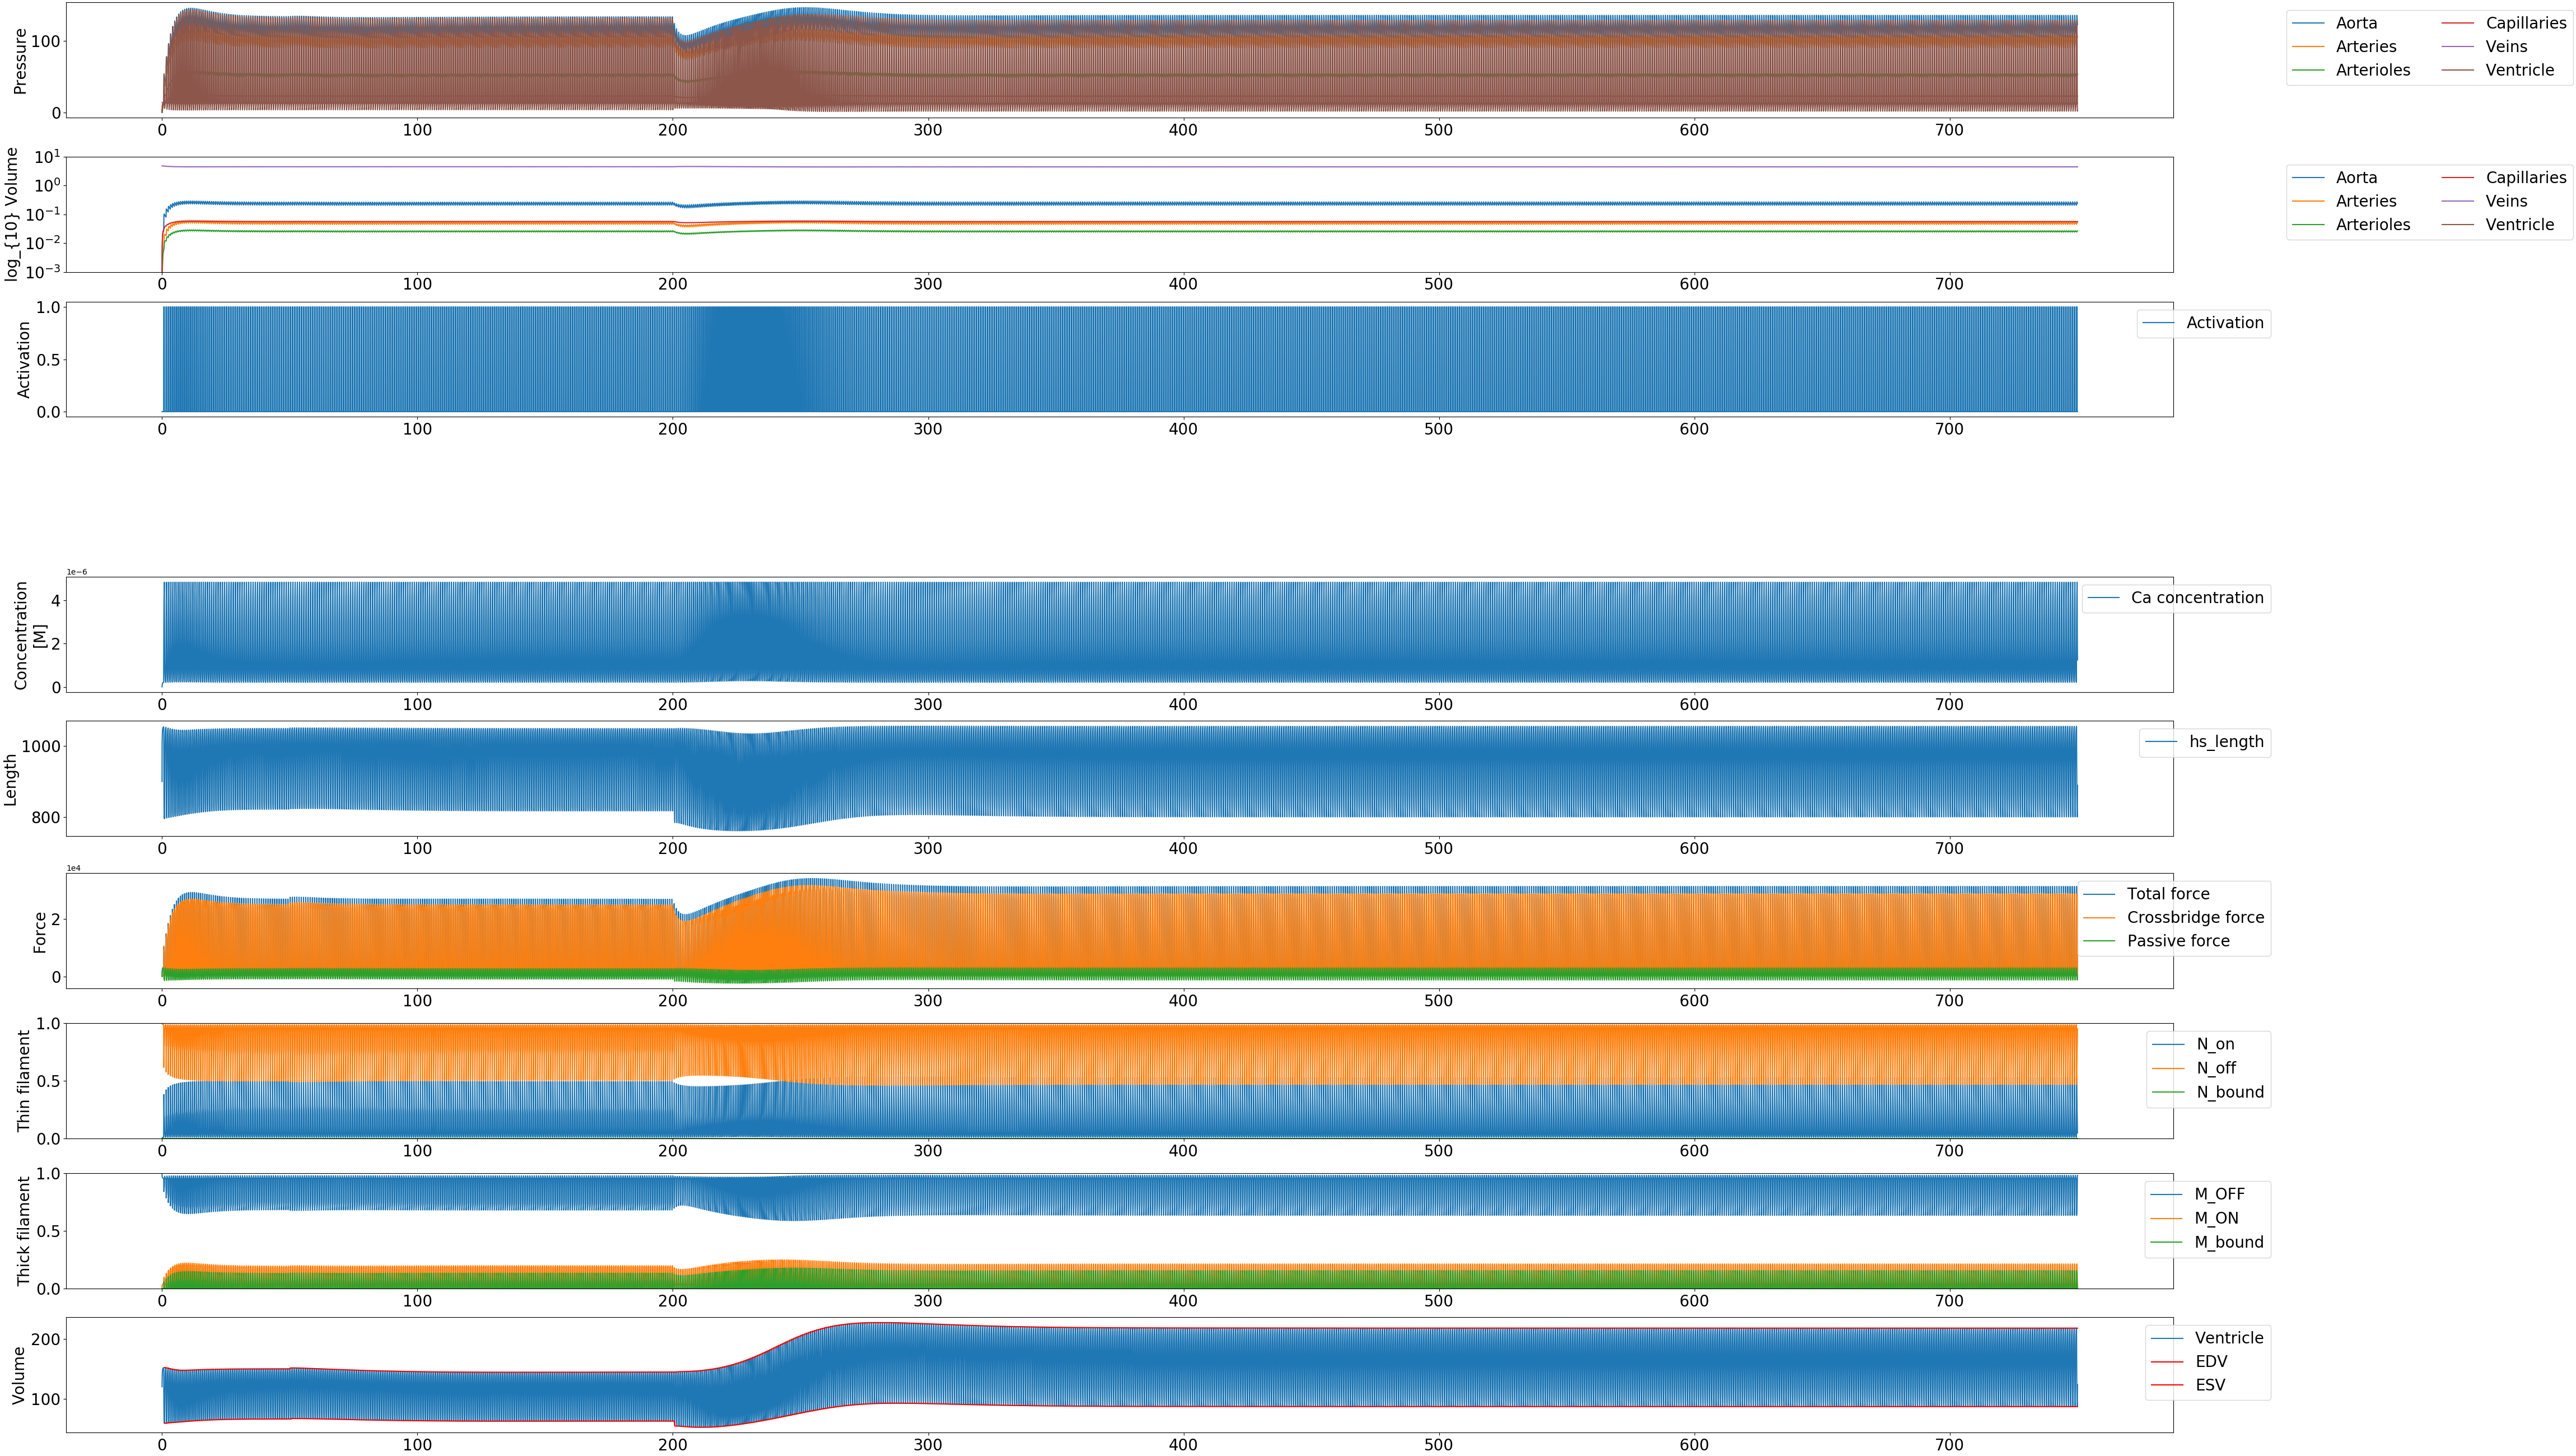 Pressure
100
0
0 100 200 300 400 500 600 700
Aorta Capillaries
Arteries Veins
Arterioles Ventricle
log_{10} Volume
10^1
10^0
10^-1
10^-2
10^-3
0 100 200 300 400 500 600 700
Aorta Capillaries
Arteries Veins
Arterioles Ventricle
Activation
1.0
0.5
0.0
0 100 200 300 400 500 600 700
Activation
Concentration
[M]
1e−6
4
2
0
0 100 200 300 400 500 600 700
Ca concentration
Length
1000
800
0 100 200 300 400 500 600 700
hs_length
Force
1e4
2
0
0 100 200 300 400 500 600 700
Total force
Crossbridge force
Passive force
Thin filament
1.0
0.5
0.0
0 100 200 300 400 500 600 700
N_on
N_off
N_bound
Thick filament
1.0
0.5
0.0
0 100 200 300 400 500 600 700
M_OFF
M_ON
M_bound
Volume
200
100
0 100 200 300 400 500 600 700
Ventricle
EDV
ESV